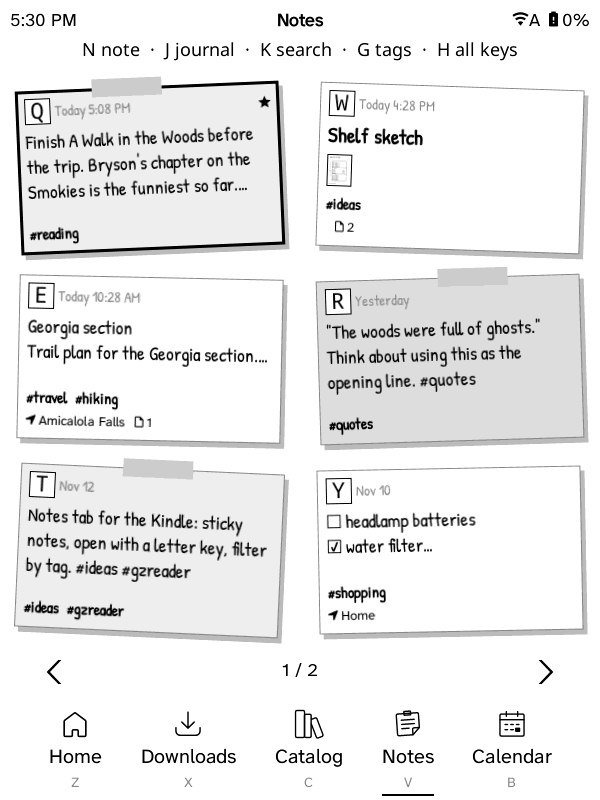 5:30 PM Notes A 0%
N note · J journal · K search · G tags · H all keys
Q Today 5:08 PM
Finish A Walk in the Woods before
the trip. Bryson's chapter on the
Smokies is the funniest so far....
#reading
W Today 4:28 PM
Shelf sketch
#ideas
2
E Today 10:28 AM
Georgia section
Trail plan for the Georgia section....
#travel #hiking
Amicalola Falls 1
R Yesterday
"The woods were full of ghosts."
Think about using this as the
opening line. #quotes
#quotes
T Nov 12
Notes tab for the Kindle: sticky
notes, open with a letter key, filter
by tag. #ideas #gzreader
#ideas #gzreader
Y Nov 10
☐ headlamp batteries
☑ water filter...
#shopping
Home
1 / 2
Home Downloads Catalog Notes Calendar
Z X C V B